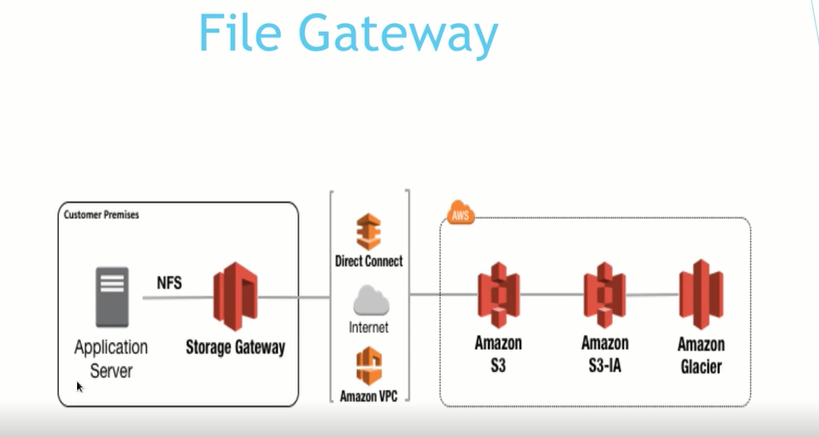 File Gateway
Customer Premises
NFS
Application
Server
Storage Gateway
Direct Connect
Internet
Amazon VPC
AWS
Amazon
S3
Amazon
S3-IA
Amazon
Glacier